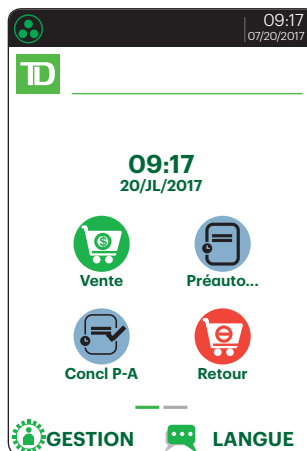 09:17
07/20/2017
TD
09:17
20/JL/2017
Vente Préauto...
Concl P-A Retour
GESTION LANGUE